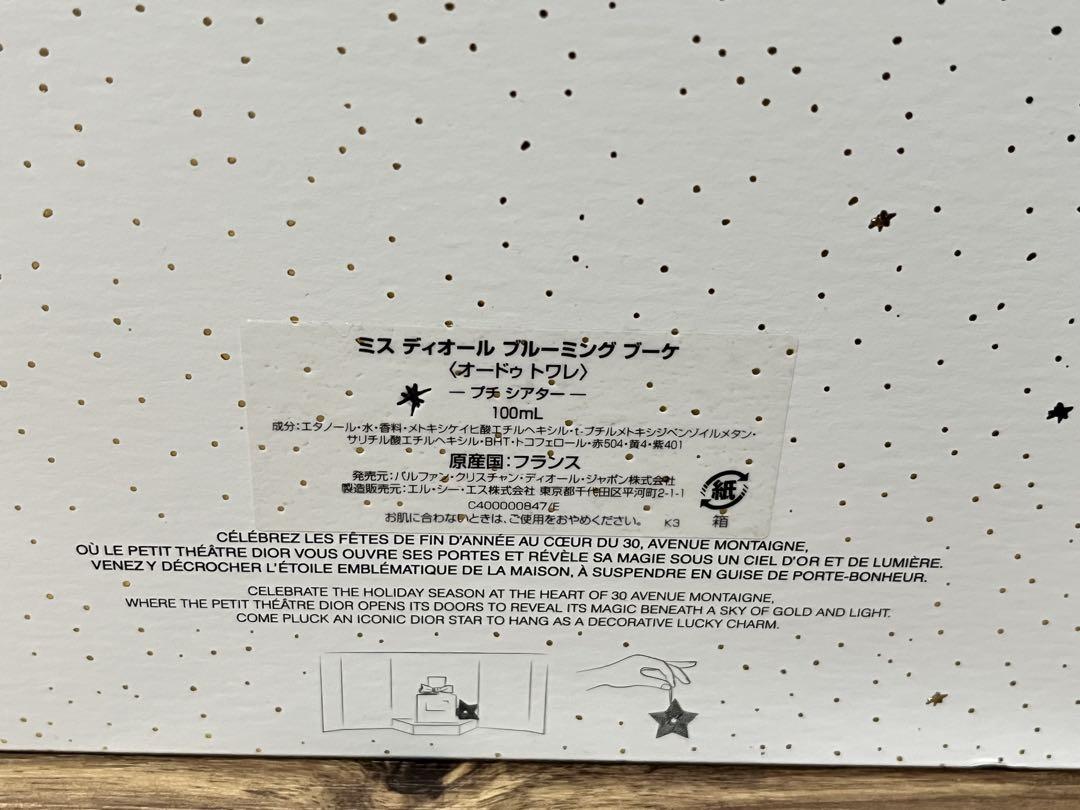 ミス ディオール ブルーミング ブーケ
〈オードゥ トワレ〉
— プチ シアター —
100mL
成分:エタノール・水・香料・メトキシケイヒ酸エチルヘキシル・t-ブチルメトキシジベンゾイルメタン・
サリチル酸エチルヘキシル・BHT・トコフェロール・赤504・黄4・紫401
原産国:フランス
発売元:パルファン・クリスチャン・ディオール・ジャポン株式会社
製造販売元:エル・シー・エス株式会社 東京都千代田区平河町2-1-1
C400000847/E
お肌に合わないときは、ご使用をおやめください。 K3
紙
箱
CÉLÉBREZ LES FÊTES DE FIN D'ANNÉE AU CŒUR DU 30, AVENUE MONTAIGNE,
OÙ LE PETIT THÉÂTRE DIOR VOUS OUVRE SES PORTES ET RÉVÈLE SA MAGIE SOUS UN CIEL D'OR ET DE LUMIÈRE.
VENEZ Y DÉCROCHER L'ÉTOILE EMBLÉMATIQUE DE LA MAISON, À SUSPENDRE EN GUISE DE PORTE-BONHEUR.
CELEBRATE THE HOLIDAY SEASON AT THE HEART OF 30 AVENUE MONTAIGNE,
WHERE THE PETIT THÉÂTRE DIOR OPENS ITS DOORS TO REVEAL ITS MAGIC BENEATH A SKY OF GOLD AND LIGHT.
COME PLUCK AN ICONIC DIOR STAR TO HANG AS A DECORATIVE LUCKY CHARM.